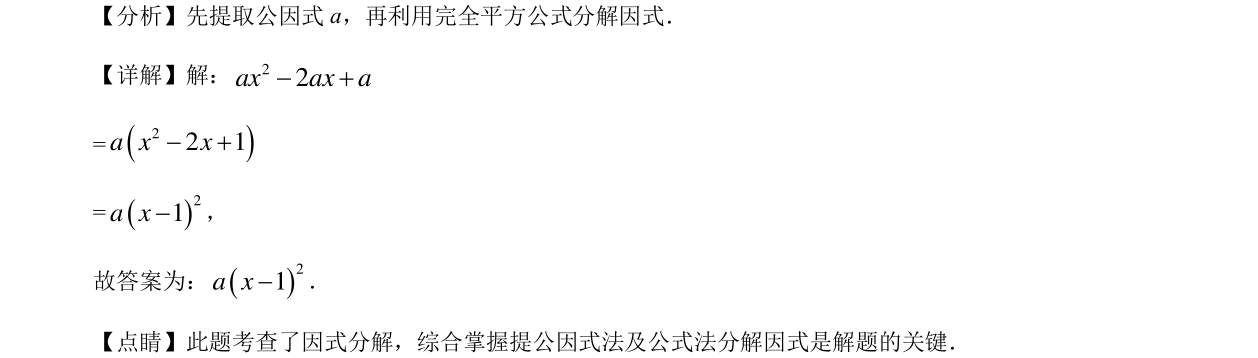 【分析】先提取公因式 a，再利用完全平方公式分解因式．
【详解】解：ax² − 2ax + a
=a(x² − 2x + 1)
=a(x−1)²，
故答案为：a(x−1)²．
【点睛】此题考查了因式分解，综合掌握提公因式法及公式法分解因式是解题的关键．